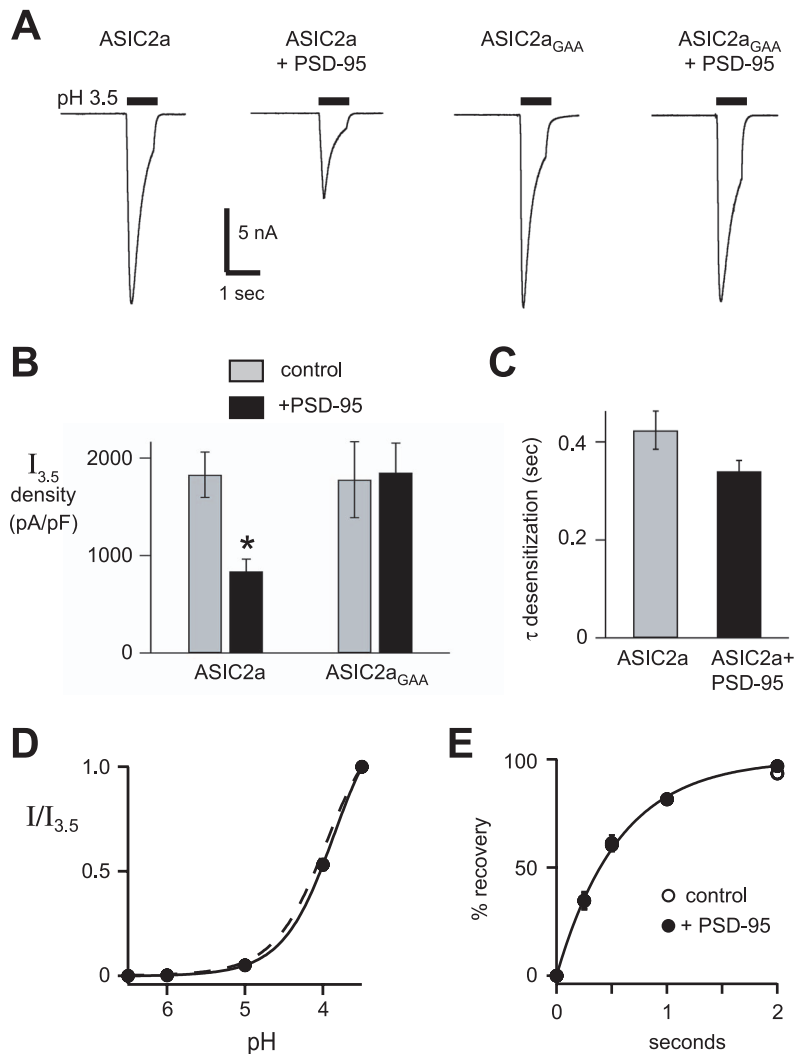 A
ASIC2a
ASIC2a
+ PSD-95
ASIC2aGAA
ASIC2aGAA
+ PSD-95
pH 3.5
5 nA
1 sec
B
control
+PSD-95
I3.5
density
(pA/pF)
2000
1000
0
*
ASIC2a
ASIC2aGAA
C
τ desensitization (sec)
0.4
0.2
0
ASIC2a
ASIC2a+
PSD-95
D
I/I3.5
1.0
0.5
0
6
5
4
pH
E
% recovery
100
50
0
control
+ PSD-95
0
1
2
seconds